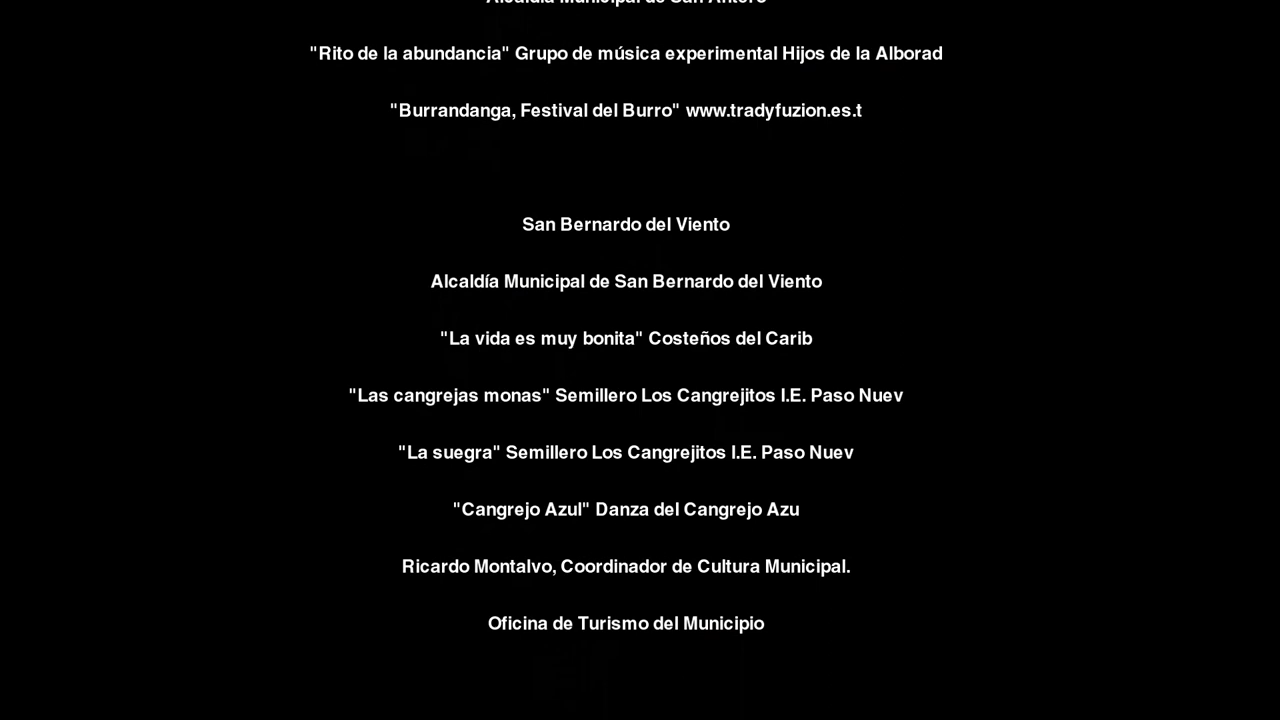 Alcaldía Municipal de San Antero
"Rito de la abundancia" Grupo de música experimental Hijos de la Alborad
"Burrandanga, Festival del Burro" www.tradyfuzion.es.t
San Bernardo del Viento
Alcaldía Municipal de San Bernardo del Viento
"La vida es muy bonita" Costeños del Carib
"Las cangrejas monas" Semillero Los Cangrejitos I.E. Paso Nuev
"La suegra" Semillero Los Cangrejitos I.E. Paso Nuev
"Cangrejo Azul" Danza del Cangrejo Azu
Ricardo Montalvo, Coordinador de Cultura Municipal.
Oficina de Turismo del Municipio